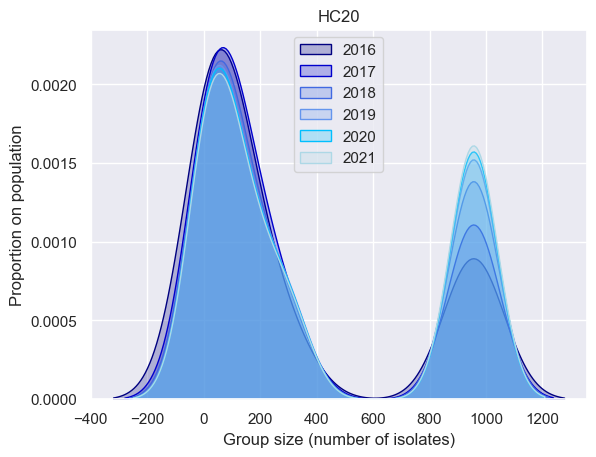 HC20
2016
2017
2018
2019
2020
2021
Proportion on population
0.0020
0.0015
0.0010
0.0005
0.0000
−400 −200 0 200 400 600 800 1000 1200
Group size (number of isolates)